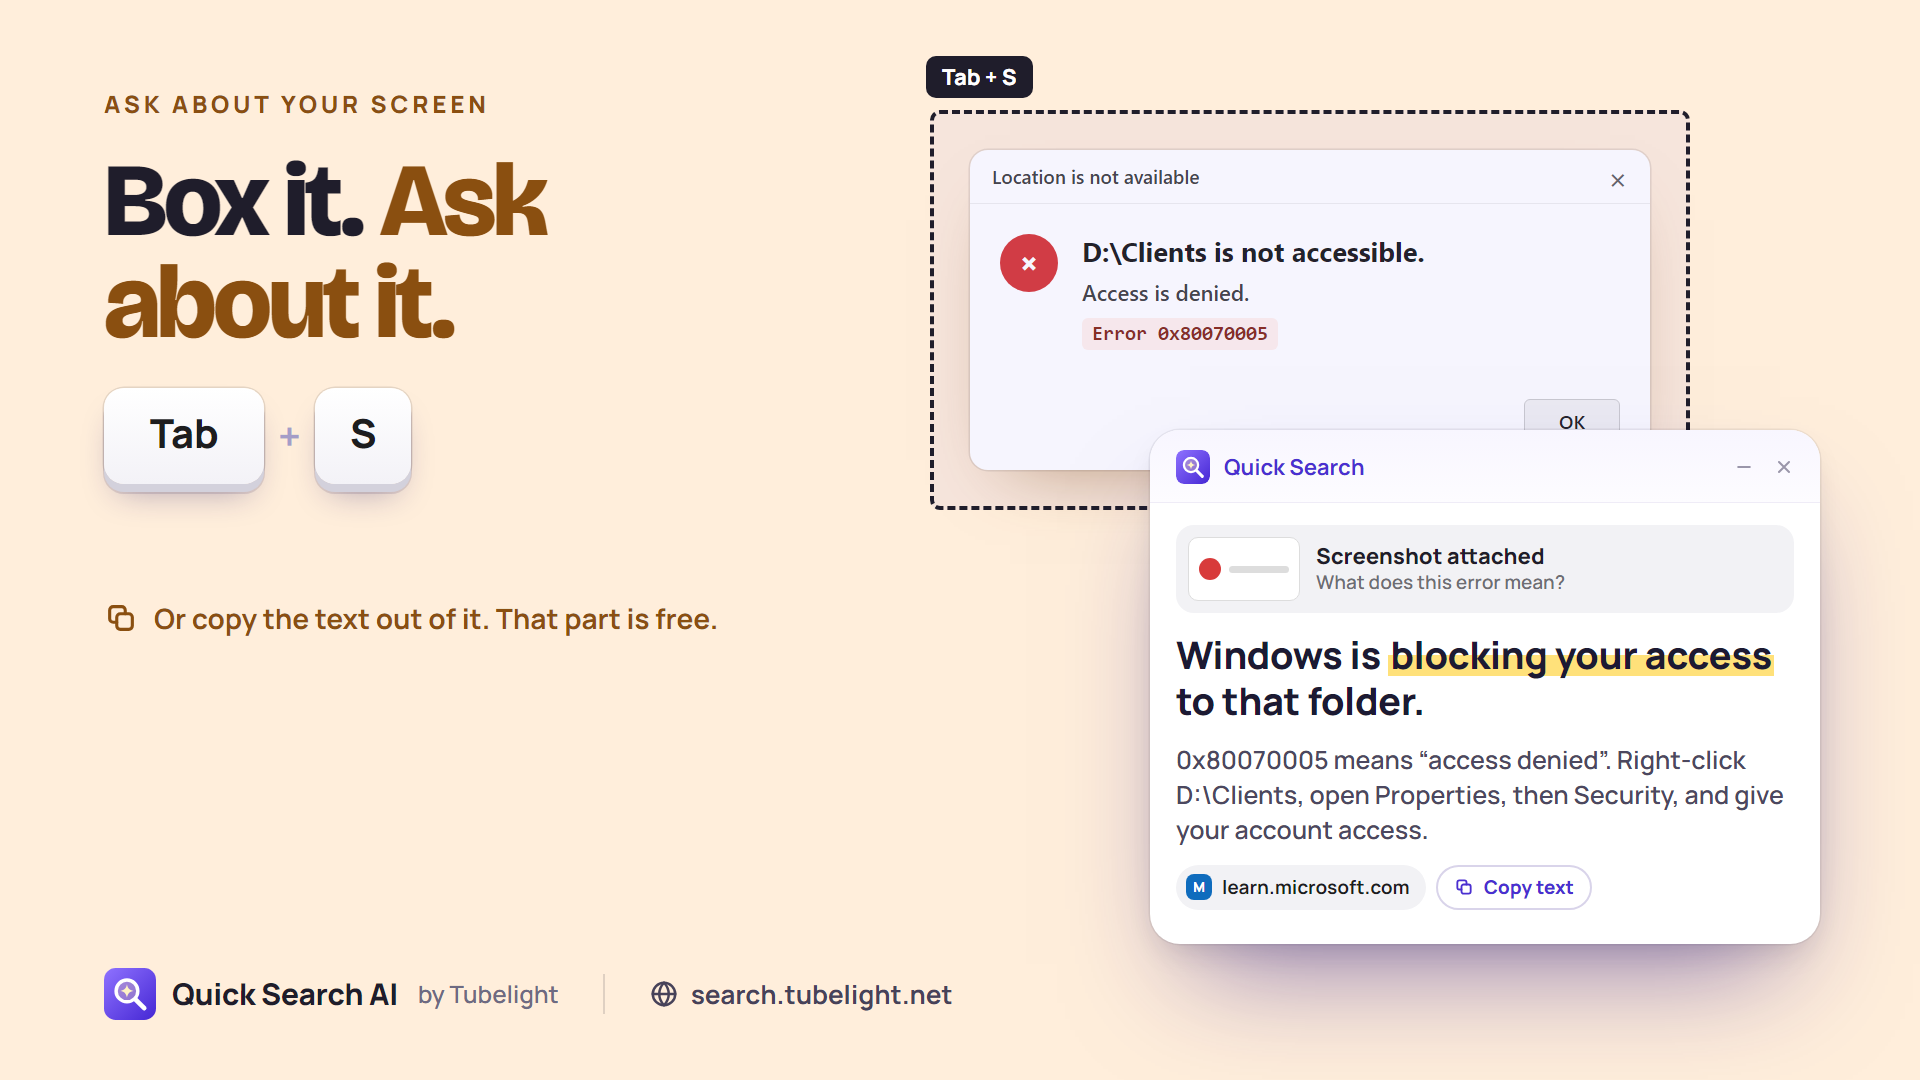 ASK ABOUT YOUR SCREEN
Box it. Ask
about it.
Tab + S
Or copy the text out of it. That part is free.
Quick Search AI by Tubelight
search.tubelight.net
Tab + S
Location is not available
D:\Clients is not accessible.
Access is denied.
Error 0x80070005
OK
Quick Search
Screenshot attached
What does this error mean?
Windows is blocking your access
to that folder.
0x80070005 means “access denied”. Right-click
D:\Clients, open Properties, then Security, and give
your account access.
M learn.microsoft.com
Copy text